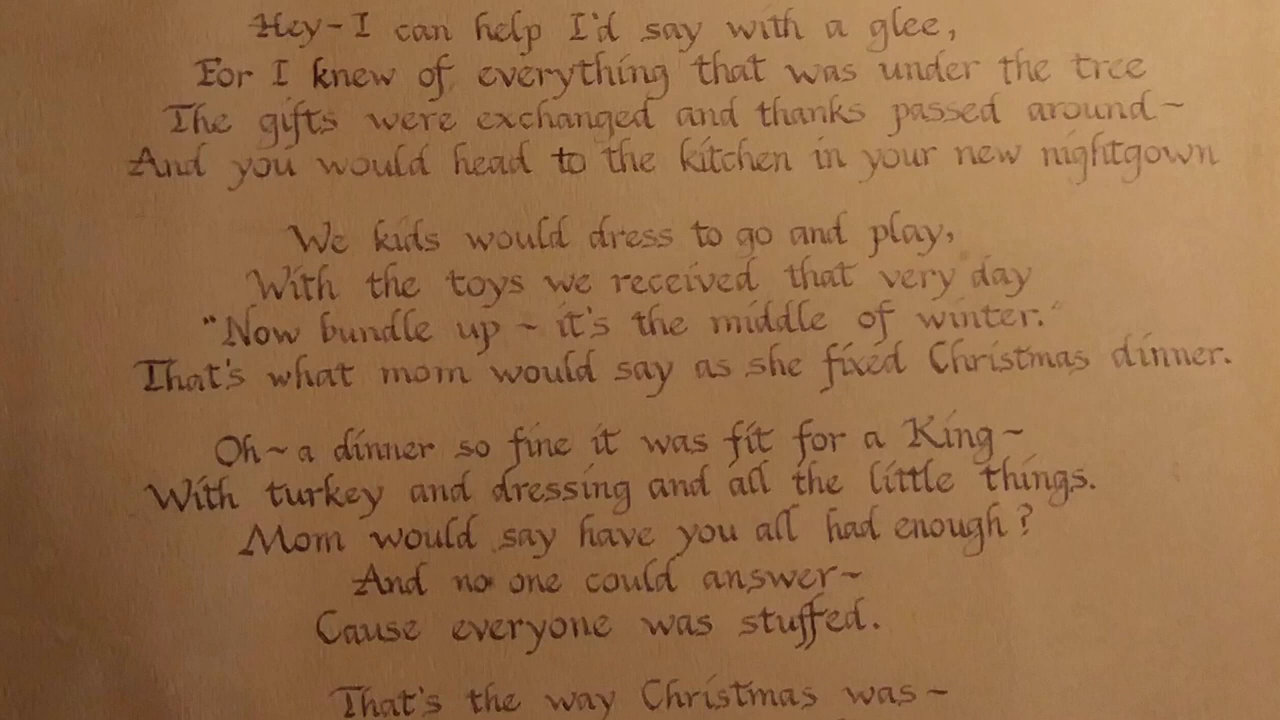 Hey~I can help I'd say with a glee,
For I knew of everything that was under the tree
The gifts were exchanged and thanks passed around~
And you would head to the kitchen in your new nightgown
We kids would dress to go and play,
With the toys we received that very day
"Now bundle up ~ it's the middle of winter."
That's what mom would say as she fixed Christmas dinner.
Oh~a dinner so fine it was fit for a King~
With turkey and dressing and all the little things.
Mom would say have you all had enough?
And no one could answer~
Cause everyone was stuffed.
That's the way Christmas was~